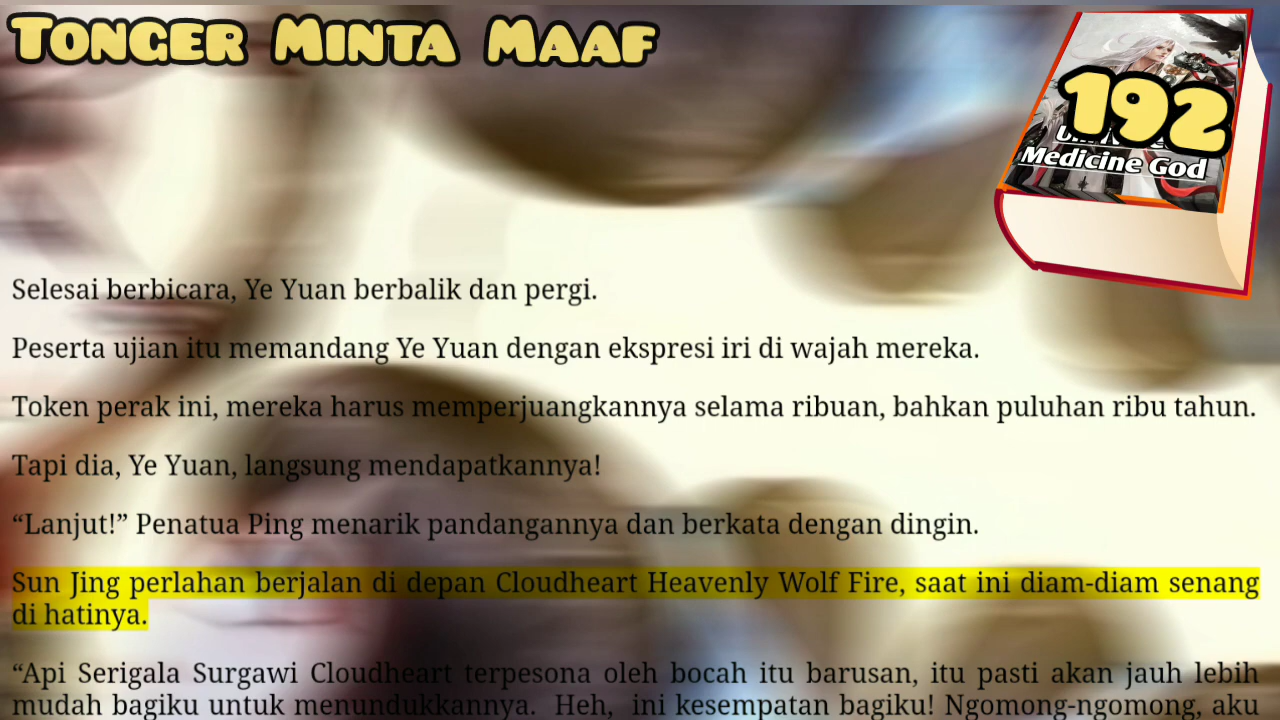 Tonger Minta Maaf
192
Medicine God
Selesai berbicara, Ye Yuan berbalik dan pergi.
Peserta ujian itu memandang Ye Yuan dengan ekspresi iri di wajah mereka.
Token perak ini, mereka harus memperjuangkannya selama ribuan, bahkan puluhan ribu tahun.
Tapi dia, Ye Yuan, langsung mendapatkannya!
“Lanjut!” Penatua Ping menarik pandangannya dan berkata dengan dingin.
Sun Jing perlahan berjalan di depan Cloudheart Heavenly Wolf Fire, saat ini diam-diam senang
di hatinya.
“Api Serigala Surgawi Cloudheart terpesona oleh bocah itu barusan, itu pasti akan jauh lebih
mudah bagiku untuk menundukkannya. Heh, ini kesempatan bagiku! Ngomong-ngomong, aku